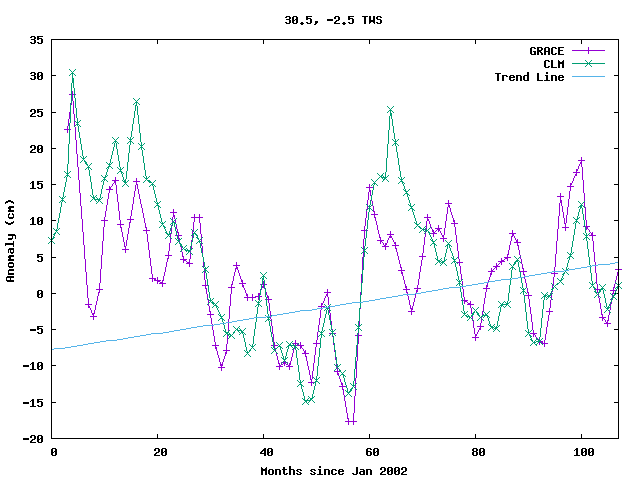 30.5, -2.5 TWS
GRACE
CLM
Trend Line
Anomaly (cm)
35
30
25
20
15
10
5
0
-5
-10
-15
-20
0 20 40 60 80 100
Months since Jan 2002